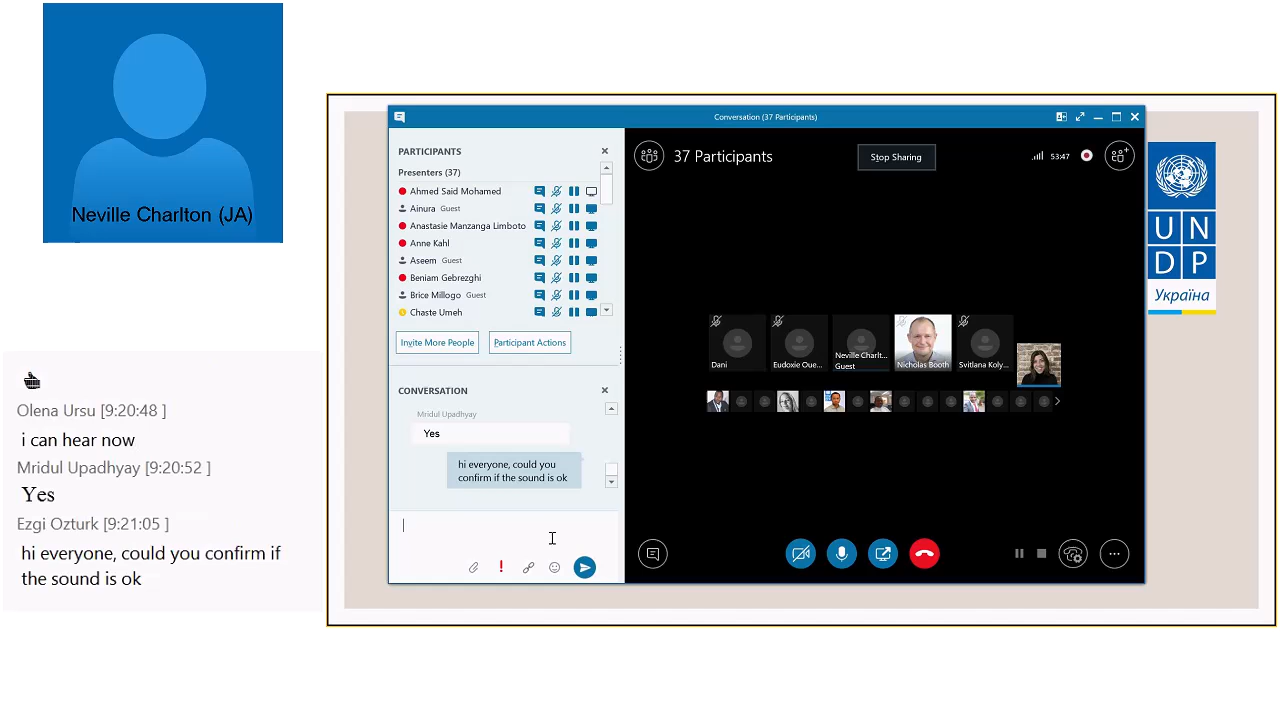 Neville Charlton (JA)
Olena Ursu [9:20:48 ]
i can hear now
Mridul Upadhyay [9:20:52 ]
Yes
Ezgi Ozturk [9:21:05 ]
hi everyone, could you confirm if
the sound is ok
Conversation (37 Participants)
PARTICIPANTS
Presenters (37)
Ahmed Said Mohamed
Ainura Guest
Anastasie Manzanga Limboto
Anne Kahl
Aseem Guest
Beniam Gebrezghi
Brice Millogo Guest
Chaste Umeh
Invite More People
Participant Actions
CONVERSATION
Mridul Upadhyay
Yes
hi everyone, could you
confirm if the sound is ok
37 Participants
Stop Sharing
53:47
Dani
Eudoxie Oue...
Neville Charlt...
Guest
Nicholas Booth
Svitlana Koly...
U N
D P
Україна